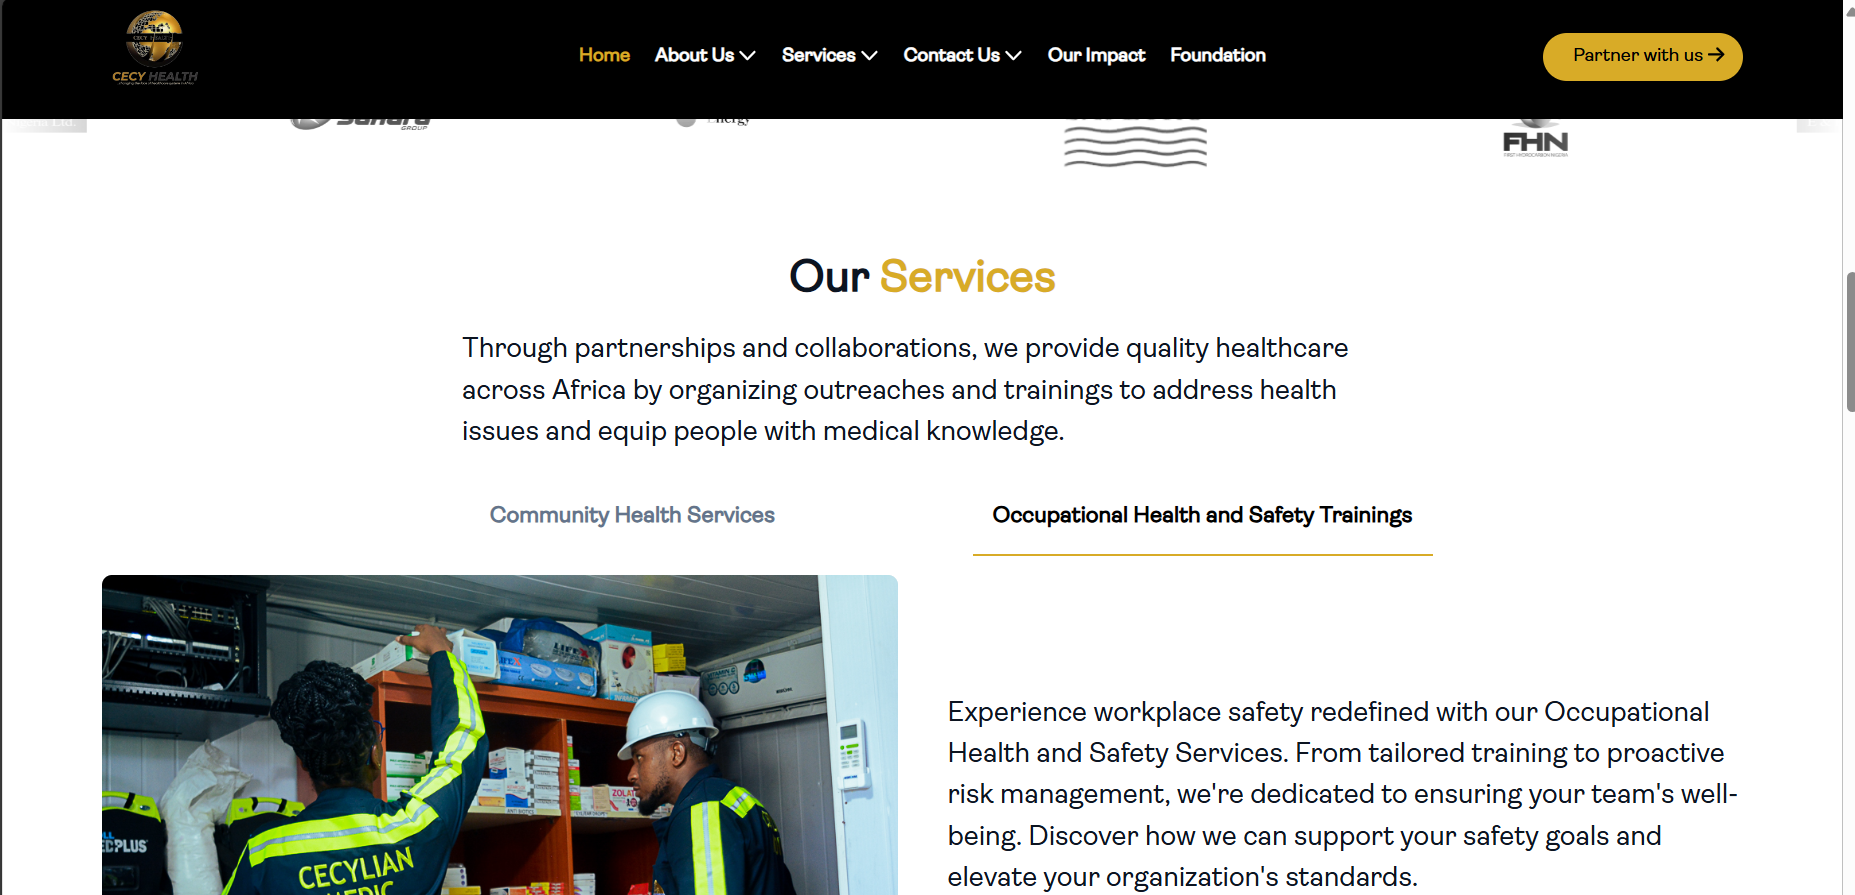 CECY HEALTH
Home
About Us
Services
Contact Us
Our Impact
Foundation
Partner with us
GROUP
Energy
FHN
Our Services
Through partnerships and collaborations, we provide quality healthcare
across Africa by organizing outreaches and trainings to address health
issues and equip people with medical knowledge.
Community Health Services
Occupational Health and Safety Trainings
ZOLAT
CECYLIAN
Experience workplace safety redefined with our Occupational
Health and Safety Services. From tailored training to proactive
risk management, we're dedicated to ensuring your team's well-
being. Discover how we can support your safety goals and
elevate your organization's standards.